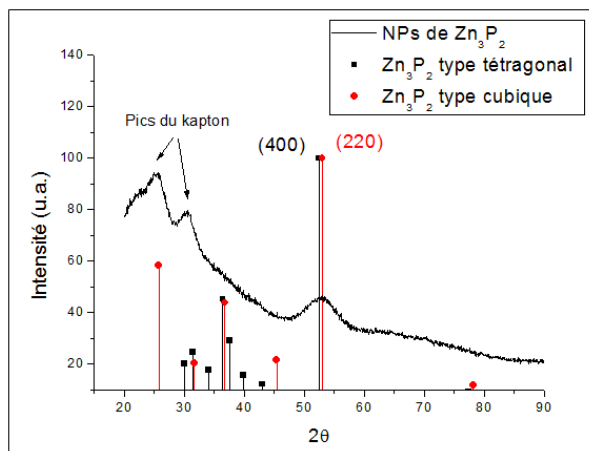 NPs de Zn₃P₂
Zn₃P₂ type tétragonal
Zn₃P₂ type cubique
Pics du kapton
(400) (220)
Intensité (u.a.)
140
120
100
80
60
40
20
20 30 40 50 60 70 80 90
2θ